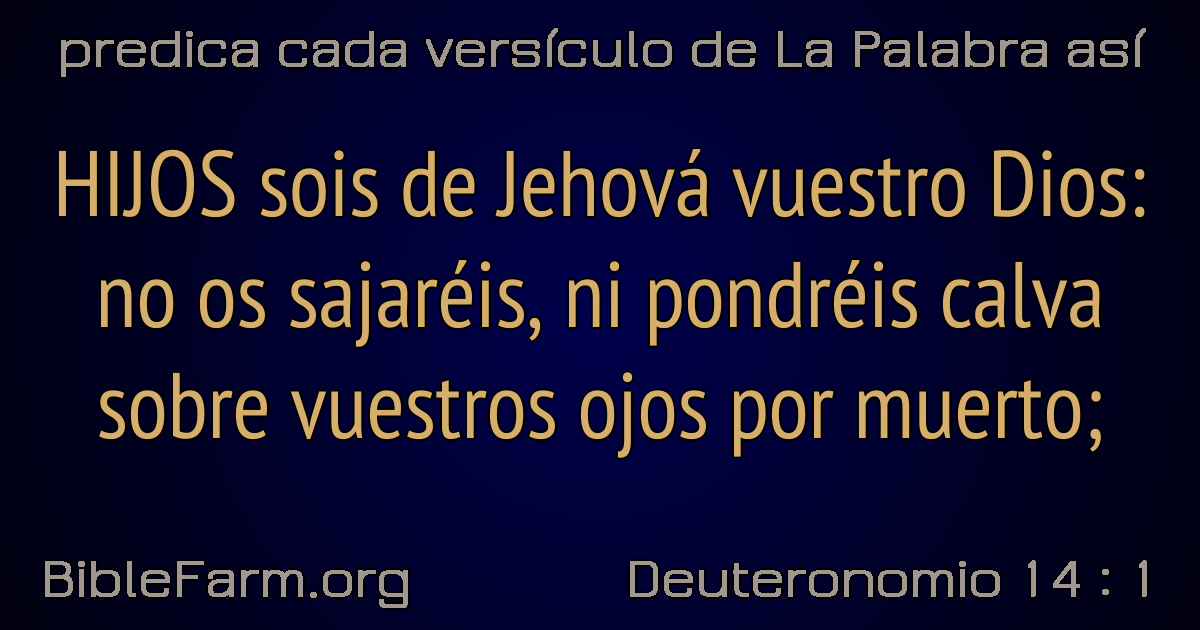 predica cada versículo de La Palabra así
HIJOS sois de Jehová vuestro Dios:
no os sajaréis, ni pondréis calva
sobre vuestros ojos por muerto;
BibleFarm.org
Deuteronomio 14 : 1